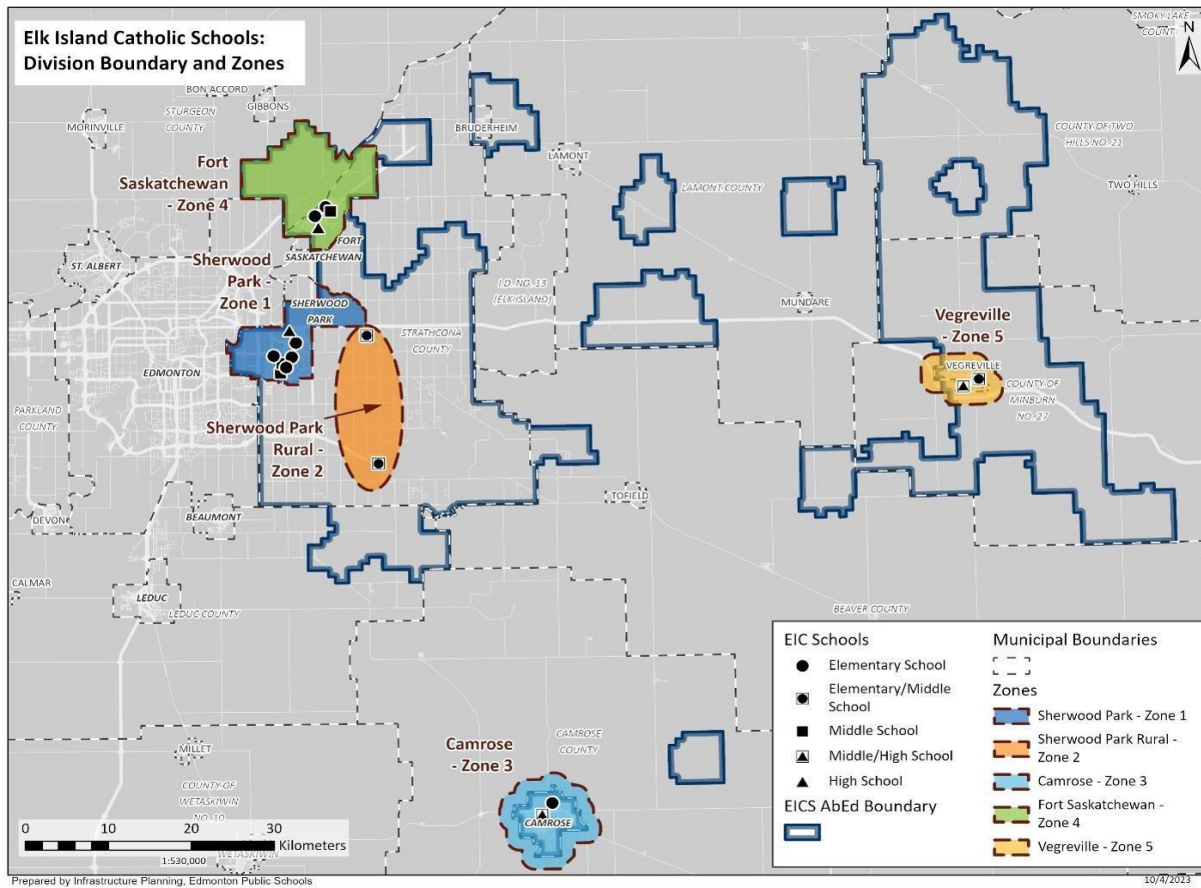 Elk Island Catholic Schools:
Division Boundary and Zones
SMOKY LAKE
COUNTY
N
BON ACCORD
GIBBONS
STURGEON
COUNTY
MORINVILLE
BRUDERHEIM
COUNTY OF TWO
HILLS NO. 21
LAMONT
Fort
Saskatchewan
- Zone 4
LAMONT COUNTY
TWO HILLS
FORT
SASKATCHEWAN
ST. ALBERT
Sherwood
Park -
Zone 1
I.D. NO. 13
(ELK ISLAND)
SHERWOOD
PARK
MUNDARE
STRATHCONA
COUNTY
Vegreville
- Zone 5
VEGREVILLE
EDMONTON
COUNTY OF
MINBURN
NO. 27
PARKLAND
COUNTY
Sherwood Park
Rural -
Zone 2
TOFIELD
DEVON
BEAUMONT
CALMAR
LEDUC
LEDUC COUNTY
BEAVER COUNTY
MILLET
Camrose
- Zone 3
CAMROSE
COUNTY
COUNTY OF
WETASKIWIN
NO. 10
CAMROSE
WETASKIWIN
0 10 20 30
Kilometers
1:530,000
EIC Schools
Elementary School
Elementary/Middle
School
Middle School
Middle/High School
High School
EICS AbEd Boundary
Municipal Boundaries
Zones
Sherwood Park - Zone 1
Sherwood Park Rural -
Zone 2
Camrose - Zone 3
Fort Saskatchewan -
Zone 4
Vegreville - Zone 5
Prepared by Infrastructure Planning, Edmonton Public Schools
10/4/2023